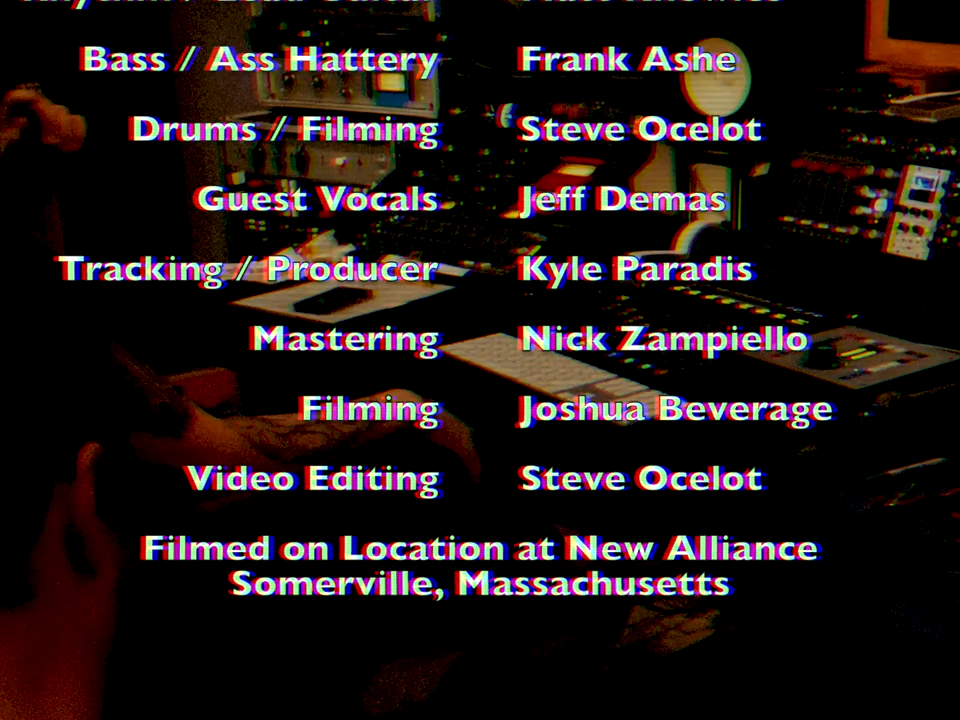 Bass / Ass Hattery Frank Ashe
Drums / Filming Steve Ocelot
Guest Vocals Jeff Demas
Tracking / Producer Kyle Paradis
Mastering Nick Zampiello
Filming Joshua Beverage
Video Editing Steve Ocelot
Filmed on Location at New Alliance
Somerville, Massachusetts